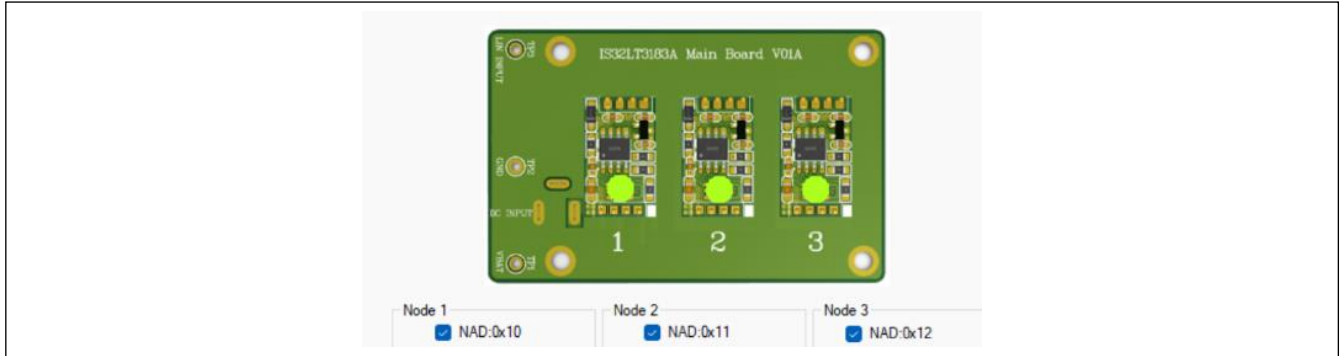 IS32LT3183A Main Board V01A
TP3
LIN INPUT
TP2
GND
DC INPUT
TP1
VBAT
1
2
3
Node 1
NAD:0x10
Node 2
NAD:0x11
Node 3
NAD:0x12